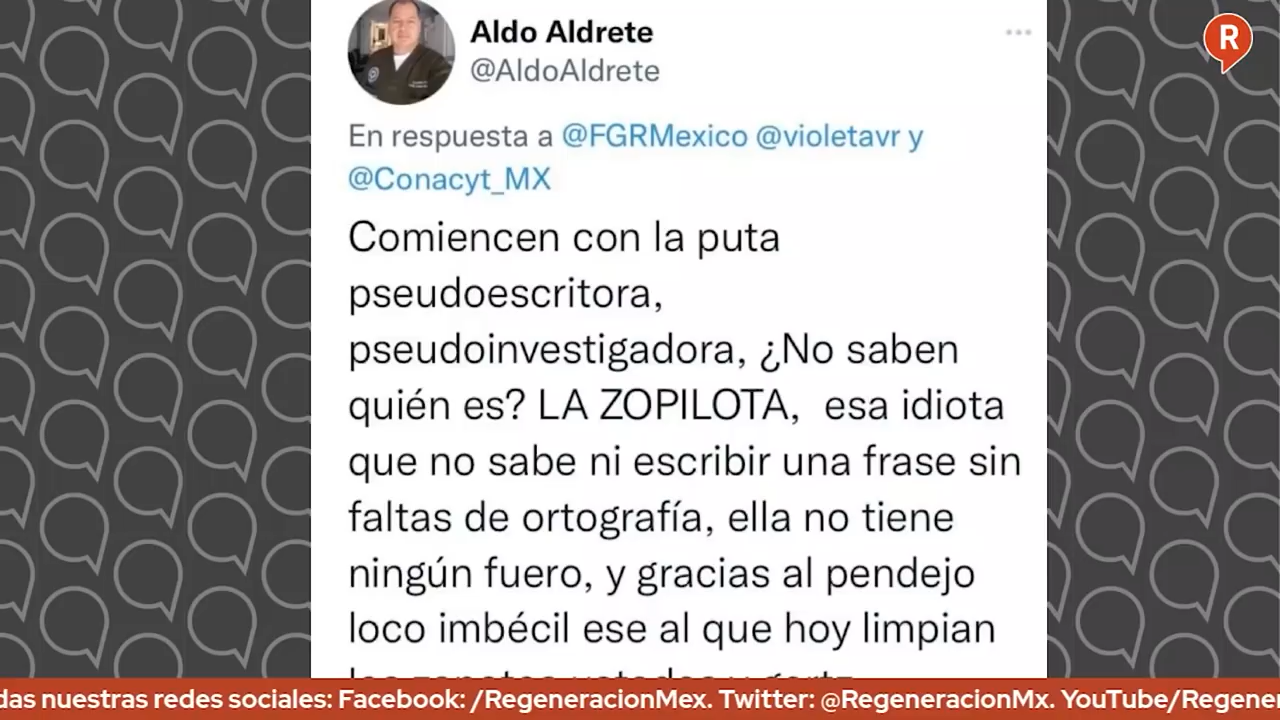 Aldo Aldrete
@AldoAldrete
R
En respuesta a @FGRMexico @violetavr y
@Conacyt_MX
Comiencen con la puta
pseudoescritora,
pseudoinvestigadora, ¿No saben
quién es? LA ZOPILOTA, esa idiota
que no sabe ni escribir una frase sin
faltas de ortografía, ella no tiene
ningún fuero, y gracias al pendejo
loco imbécil ese al que hoy limpian
das nuestras redes sociales: Facebook: /RegeneracionMex. Twitter: @RegeneracionMx. YouTube/Regener